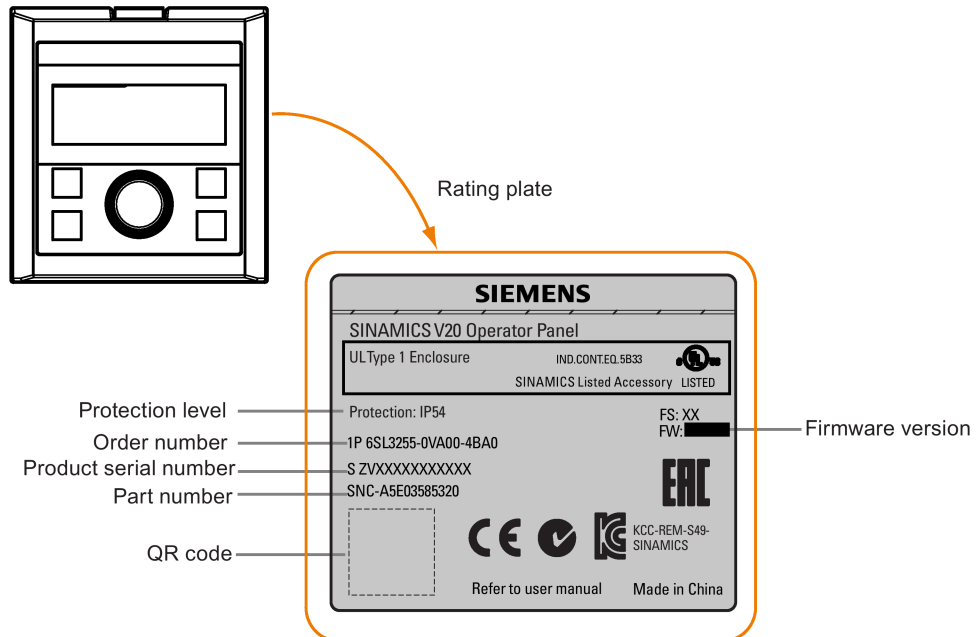 Rating plate
SIEMENS
SINAMICS V20 Operator Panel
UL Type 1 Enclosure
IND.CONT.EQ.5B33
SINAMICS Listed Accessory
UL
LISTED
Protection level
Protection: IP54
FS: XX
Order number
1P 6SL3255-0VA00-4BA0
FW:
Firmware version
Product serial number
S ZVXXXXXXXXXXX
Part number
SNC-A5E03585320
EAC
QR code
CE
KCC-REM-S49-
SINAMICS
Refer to user manual
Made in China